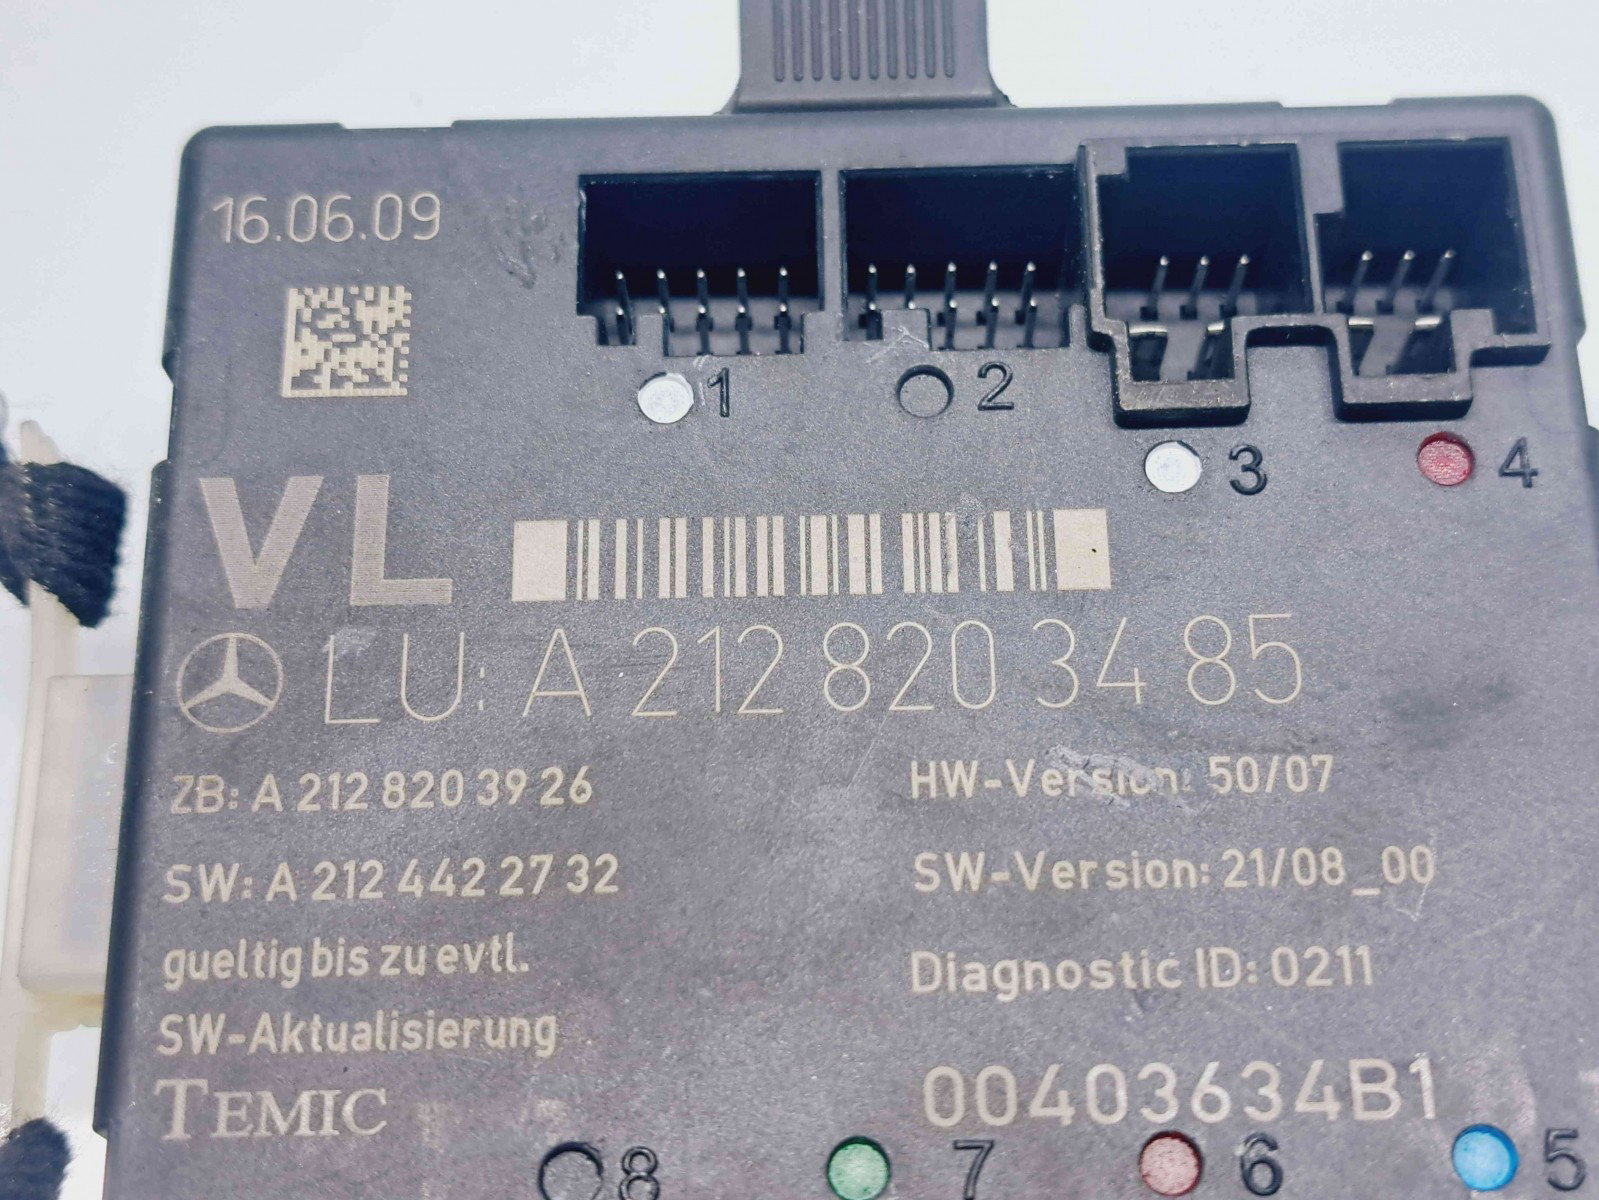 16.06.09
1
2
3
4
VL
LU: A 212 820 34 85
ZB: A 212 820 39 26
HW-Version: 50/07
SW: A 212 442 27 32
SW-Version: 21/08_00
gueltig bis zu evtl.
Diagnostic ID: 0211
SW-Aktualisierung
TEMIC
00403634B1
8
7
6
5